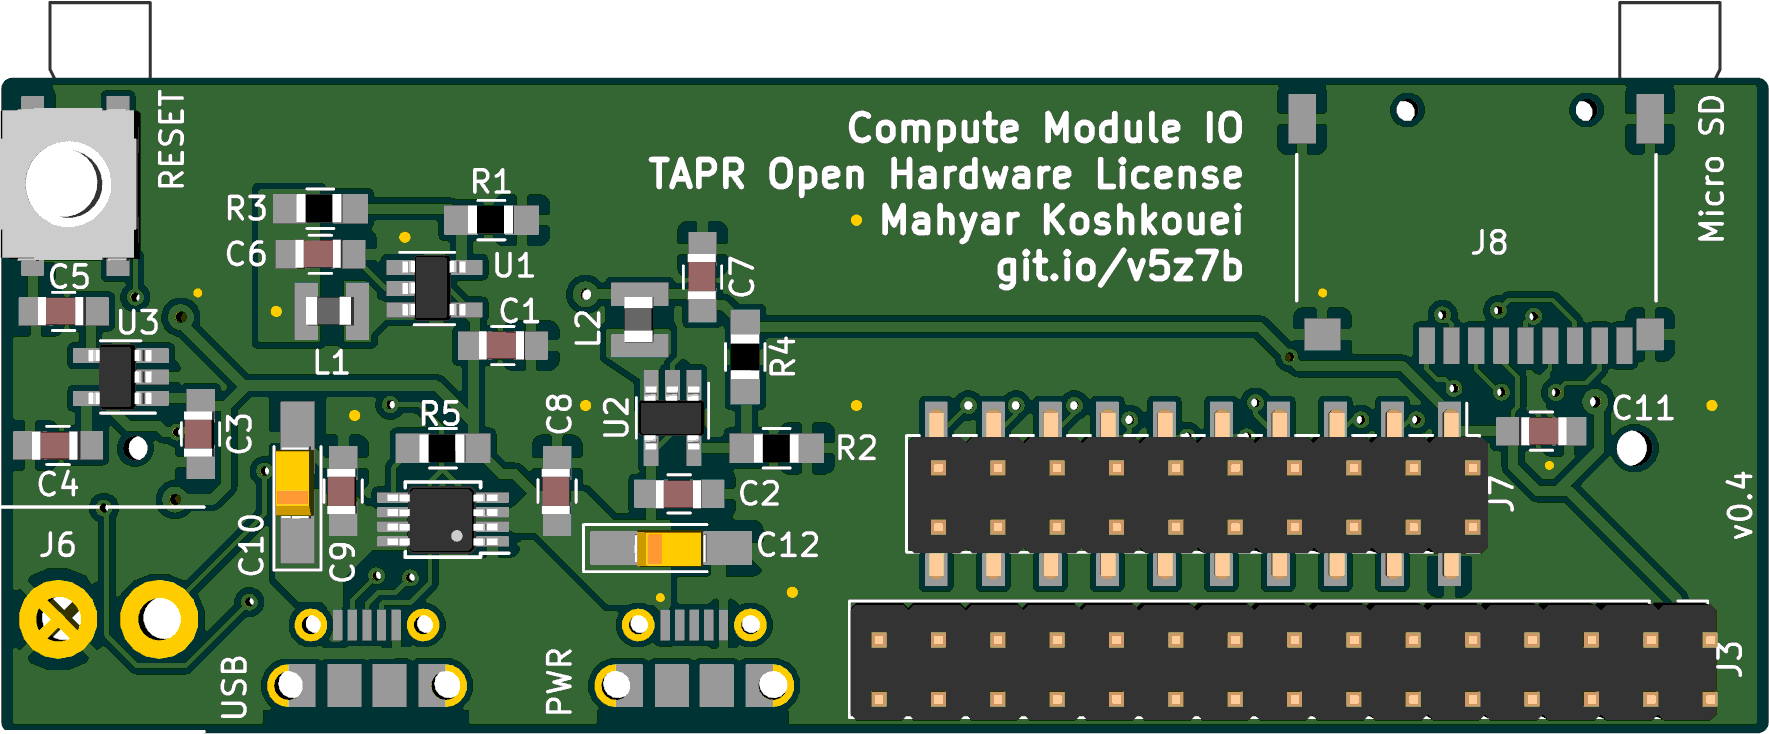 RESET
Compute Module IO
TAPR Open Hardware License
Mahyar Koshkouei
git.io/v5z7b
Micro SD
J8
R1
R3
C6
U1
C5
U3
C1
L1
C7
L2
R4
R5
C8
U2
R2
C11
C3
C4
C2
J7
v0.4
J6
C10
C9
C12
USB
PWR
J3